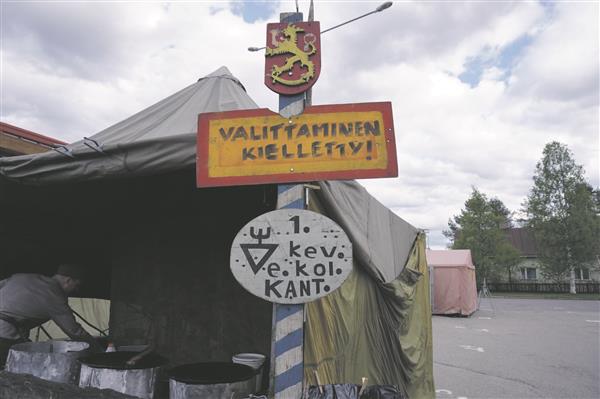 VALITTAMINEN
KIELLETTY!
1.
kev.
e.kol.
KANT.